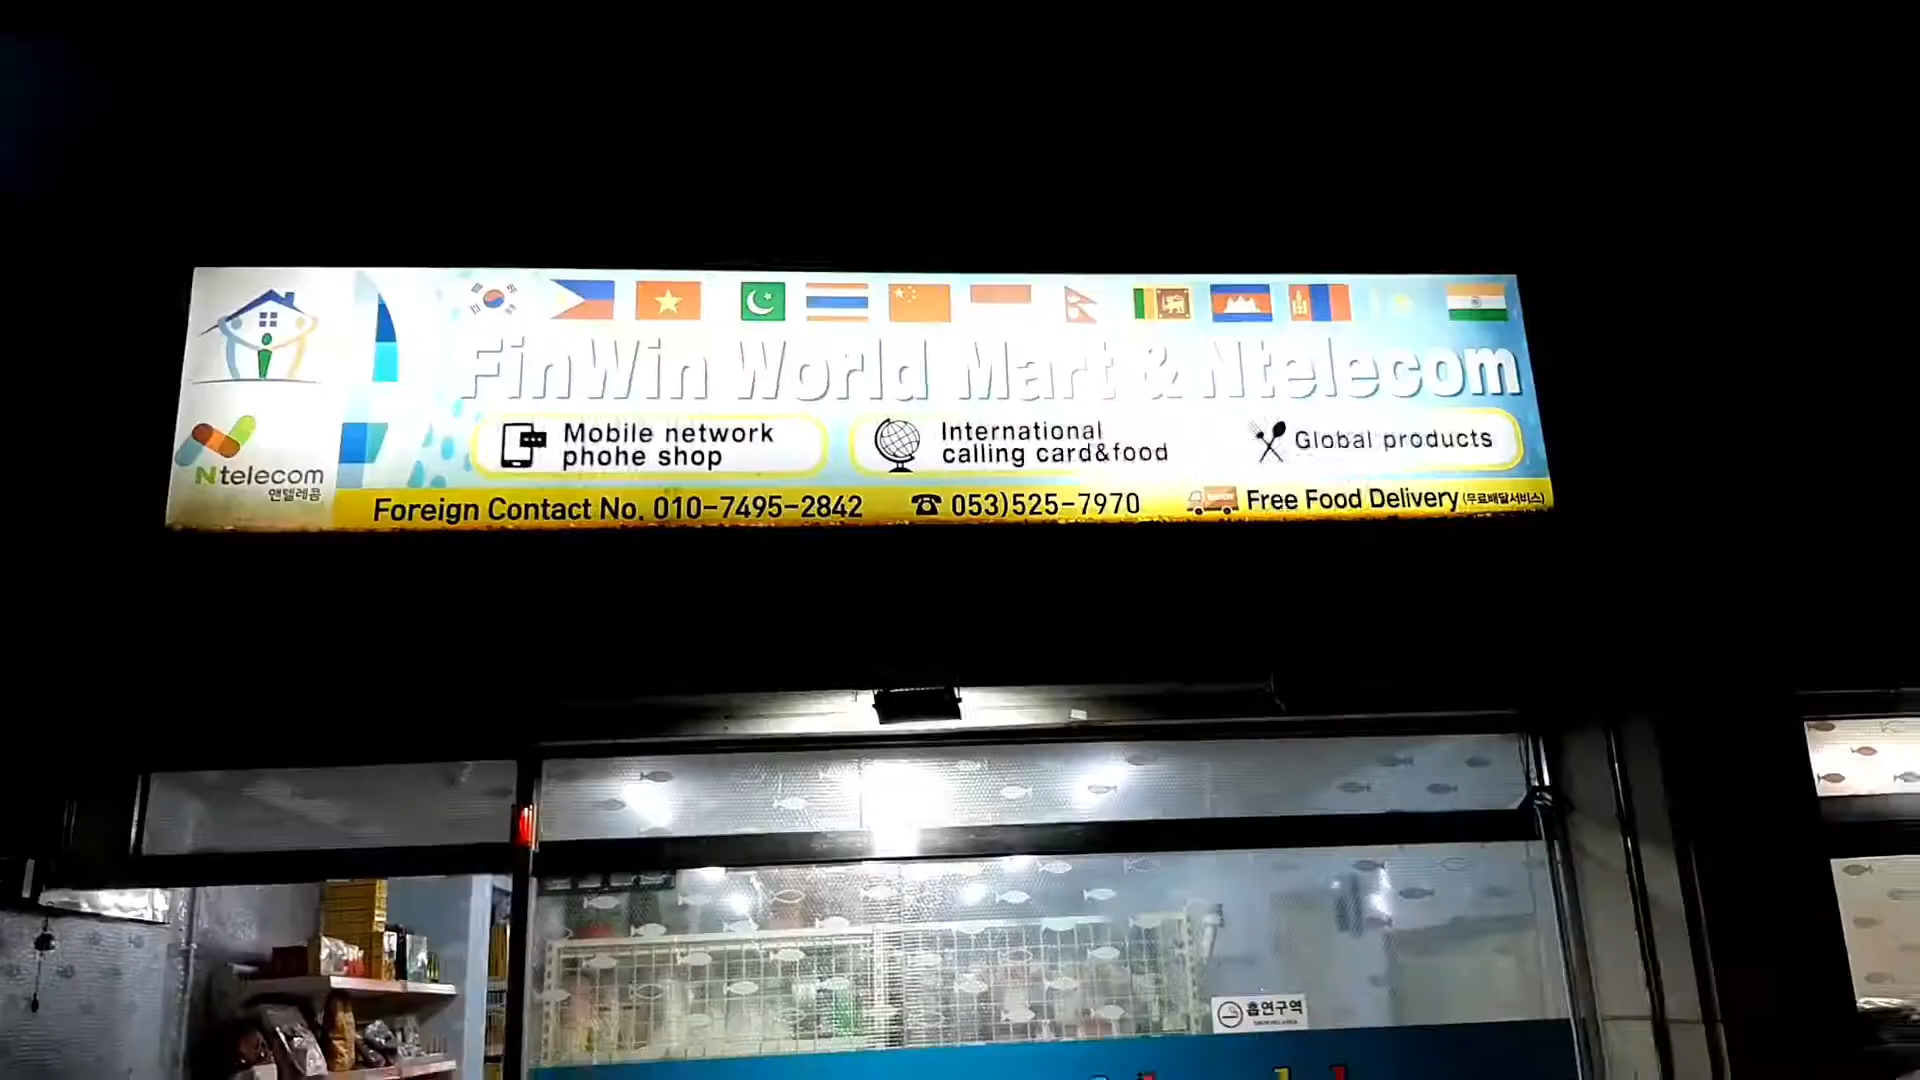 FinWin World Mart & Ntelecom
Mobile network
phohe shop
International
calling card&food
Global products
Ntelecom
앤텔레콤
Foreign Contact No. 010-7495-2842
053)525-7970
Free Food Delivery (무료배달서비스)
흡연구역